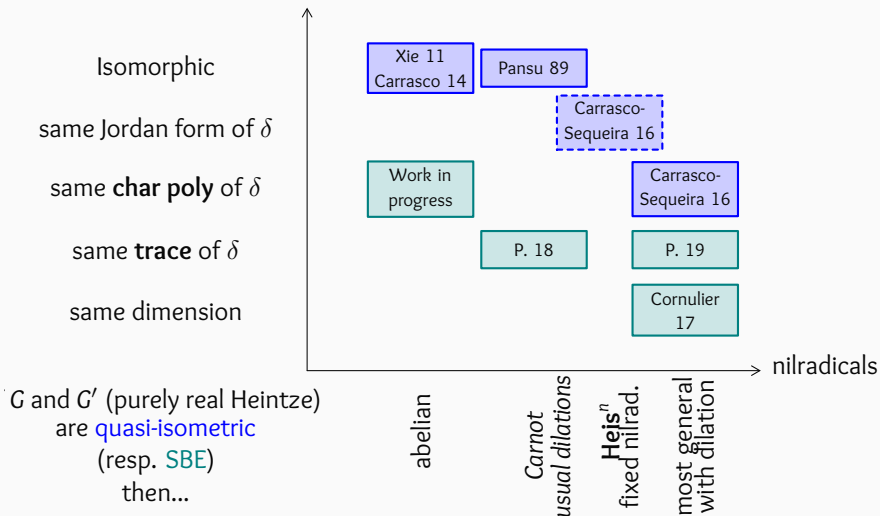 Isomorphic
Xie 11
Carrasco 14
Pansu 89
same Jordan form of δ
Carrasco-
Sequeira 16
same char poly of δ
Work in
progress
Carrasco-
Sequeira 16
same trace of δ
P. 18
P. 19
same dimension
Cornulier
17
nilradicals
G and G′ (purely real Heintze)
are quasi-isometric
(resp. SBE)
then...
abelian
Carnot
usual dilations
Heisⁿ
fixed nilrad.
most general
with dilation